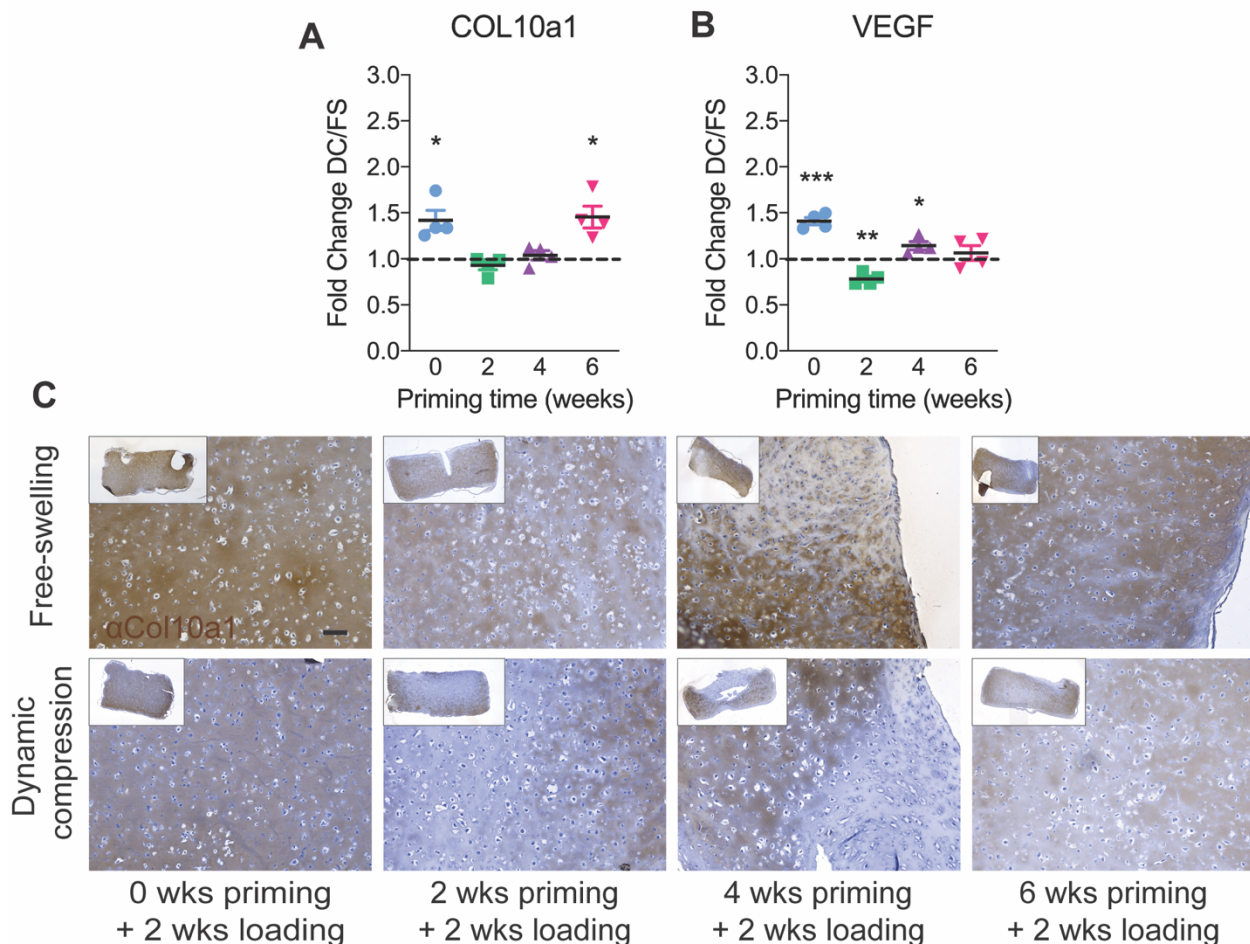 A
COL10a1
Fold Change DC/FS
3.0
2.5
2.0
1.5
1.0
0.5
0.0
*
*
0 2 4 6
Priming time (weeks)
B
VEGF
Fold Change DC/FS
3.0
2.5
2.0
1.5
1.0
0.5
0.0
***
**
*
0 2 4 6
Priming time (weeks)
C
Free-swelling
αCol10a1
Dynamic
compression
0 wks priming
+ 2 wks loading
2 wks priming
+ 2 wks loading
4 wks priming
+ 2 wks loading
6 wks priming
+ 2 wks loading